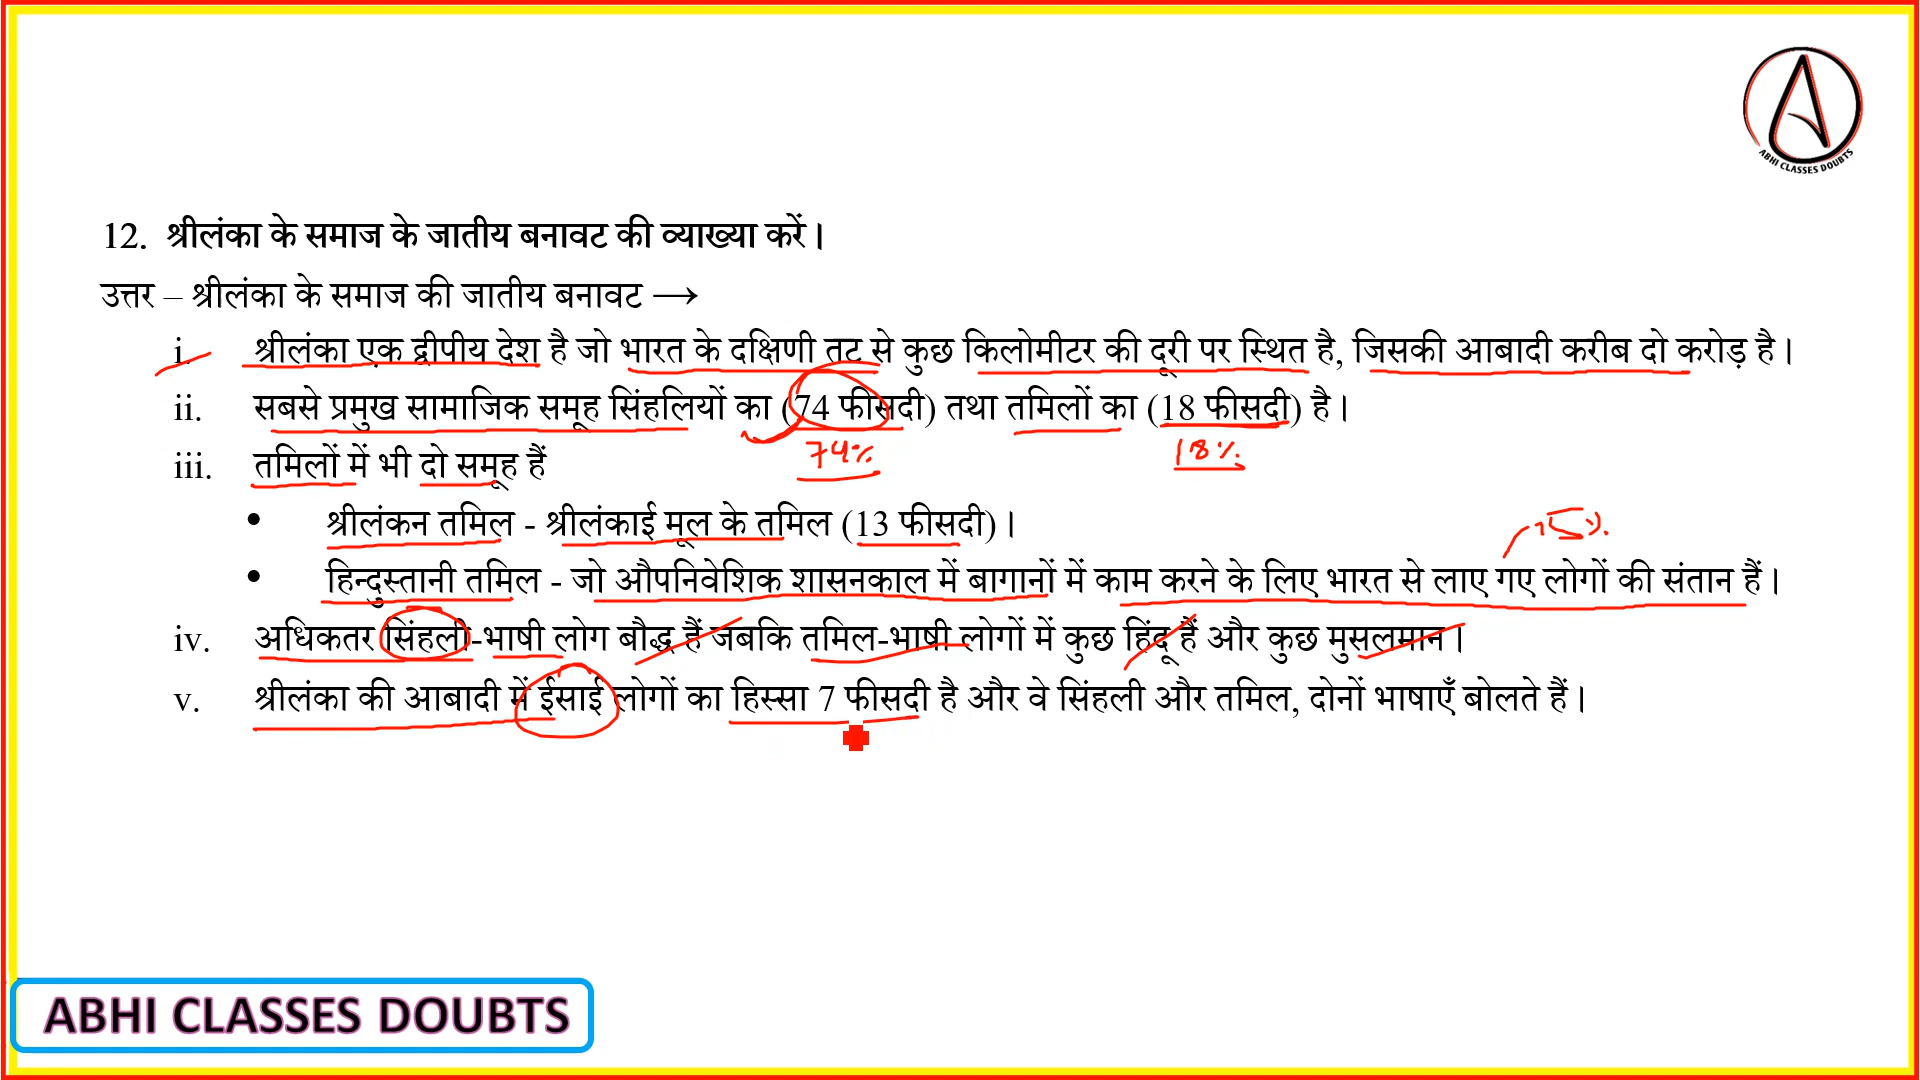 ABHI CLASSES DOUBTS
12. श्रीलंका के समाज के जातीय बनावट की व्याख्या करें।
उत्तर – श्रीलंका के समाज की जातीय बनावट →
i. श्रीलंका एक द्वीपीय देश है जो भारत के दक्षिणी तट से कुछ किलोमीटर की दूरी पर स्थित है, जिसकी आबादी करीब दो करोड़ है।
ii. सबसे प्रमुख सामाजिक समूह सिंहलियों का (74 फीसदी) तथा तमिलों का (18 फीसदी) है।
74% 18%
iii. तमिलों में भी दो समूह हैं
• श्रीलंकन तमिल - श्रीलंकाई मूल के तमिल (13 फीसदी)।
• हिन्दुस्तानी तमिल - जो औपनिवेशिक शासनकाल में बागानों में काम करने के लिए भारत से लाए गए लोगों की संतान हैं।
iv. अधिकतर सिंहली-भाषी लोग बौद्ध हैं जबकि तमिल-भाषी लोगों में कुछ हिंदू हैं और कुछ मुसलमान।
v. श्रीलंका की आबादी में ईसाई लोगों का हिस्सा 7 फीसदी है और वे सिंहली और तमिल, दोनों भाषाएँ बोलते हैं।
ABHI CLASSES DOUBTS